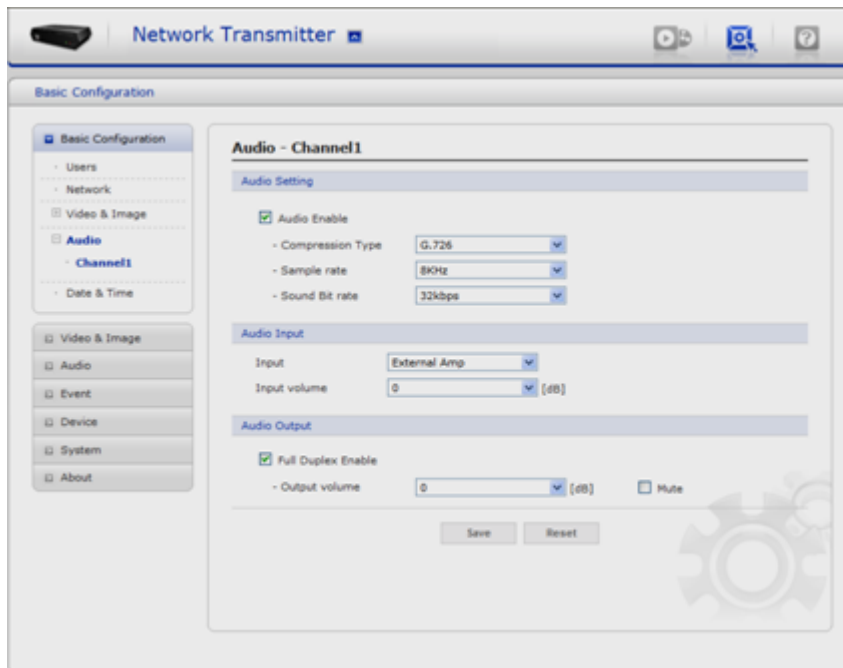 Network Transmitter
Basic Configuration
Basic Configuration
Users
Network
Video & Image
Audio
Channel1
Date & Time
Video & Image
Audio
Event
Device
System
About
Audio - Channel1
Audio Setting
Audio Enable
- Compression Type G.726
- Sample rate 8KHz
- Sound Bit rate 32kbps
Audio Input
Input External Amp
Input volume 0 [dB]
Audio Output
Full Duplex Enable
- Output volume 0 [dB] Mute
Save Reset